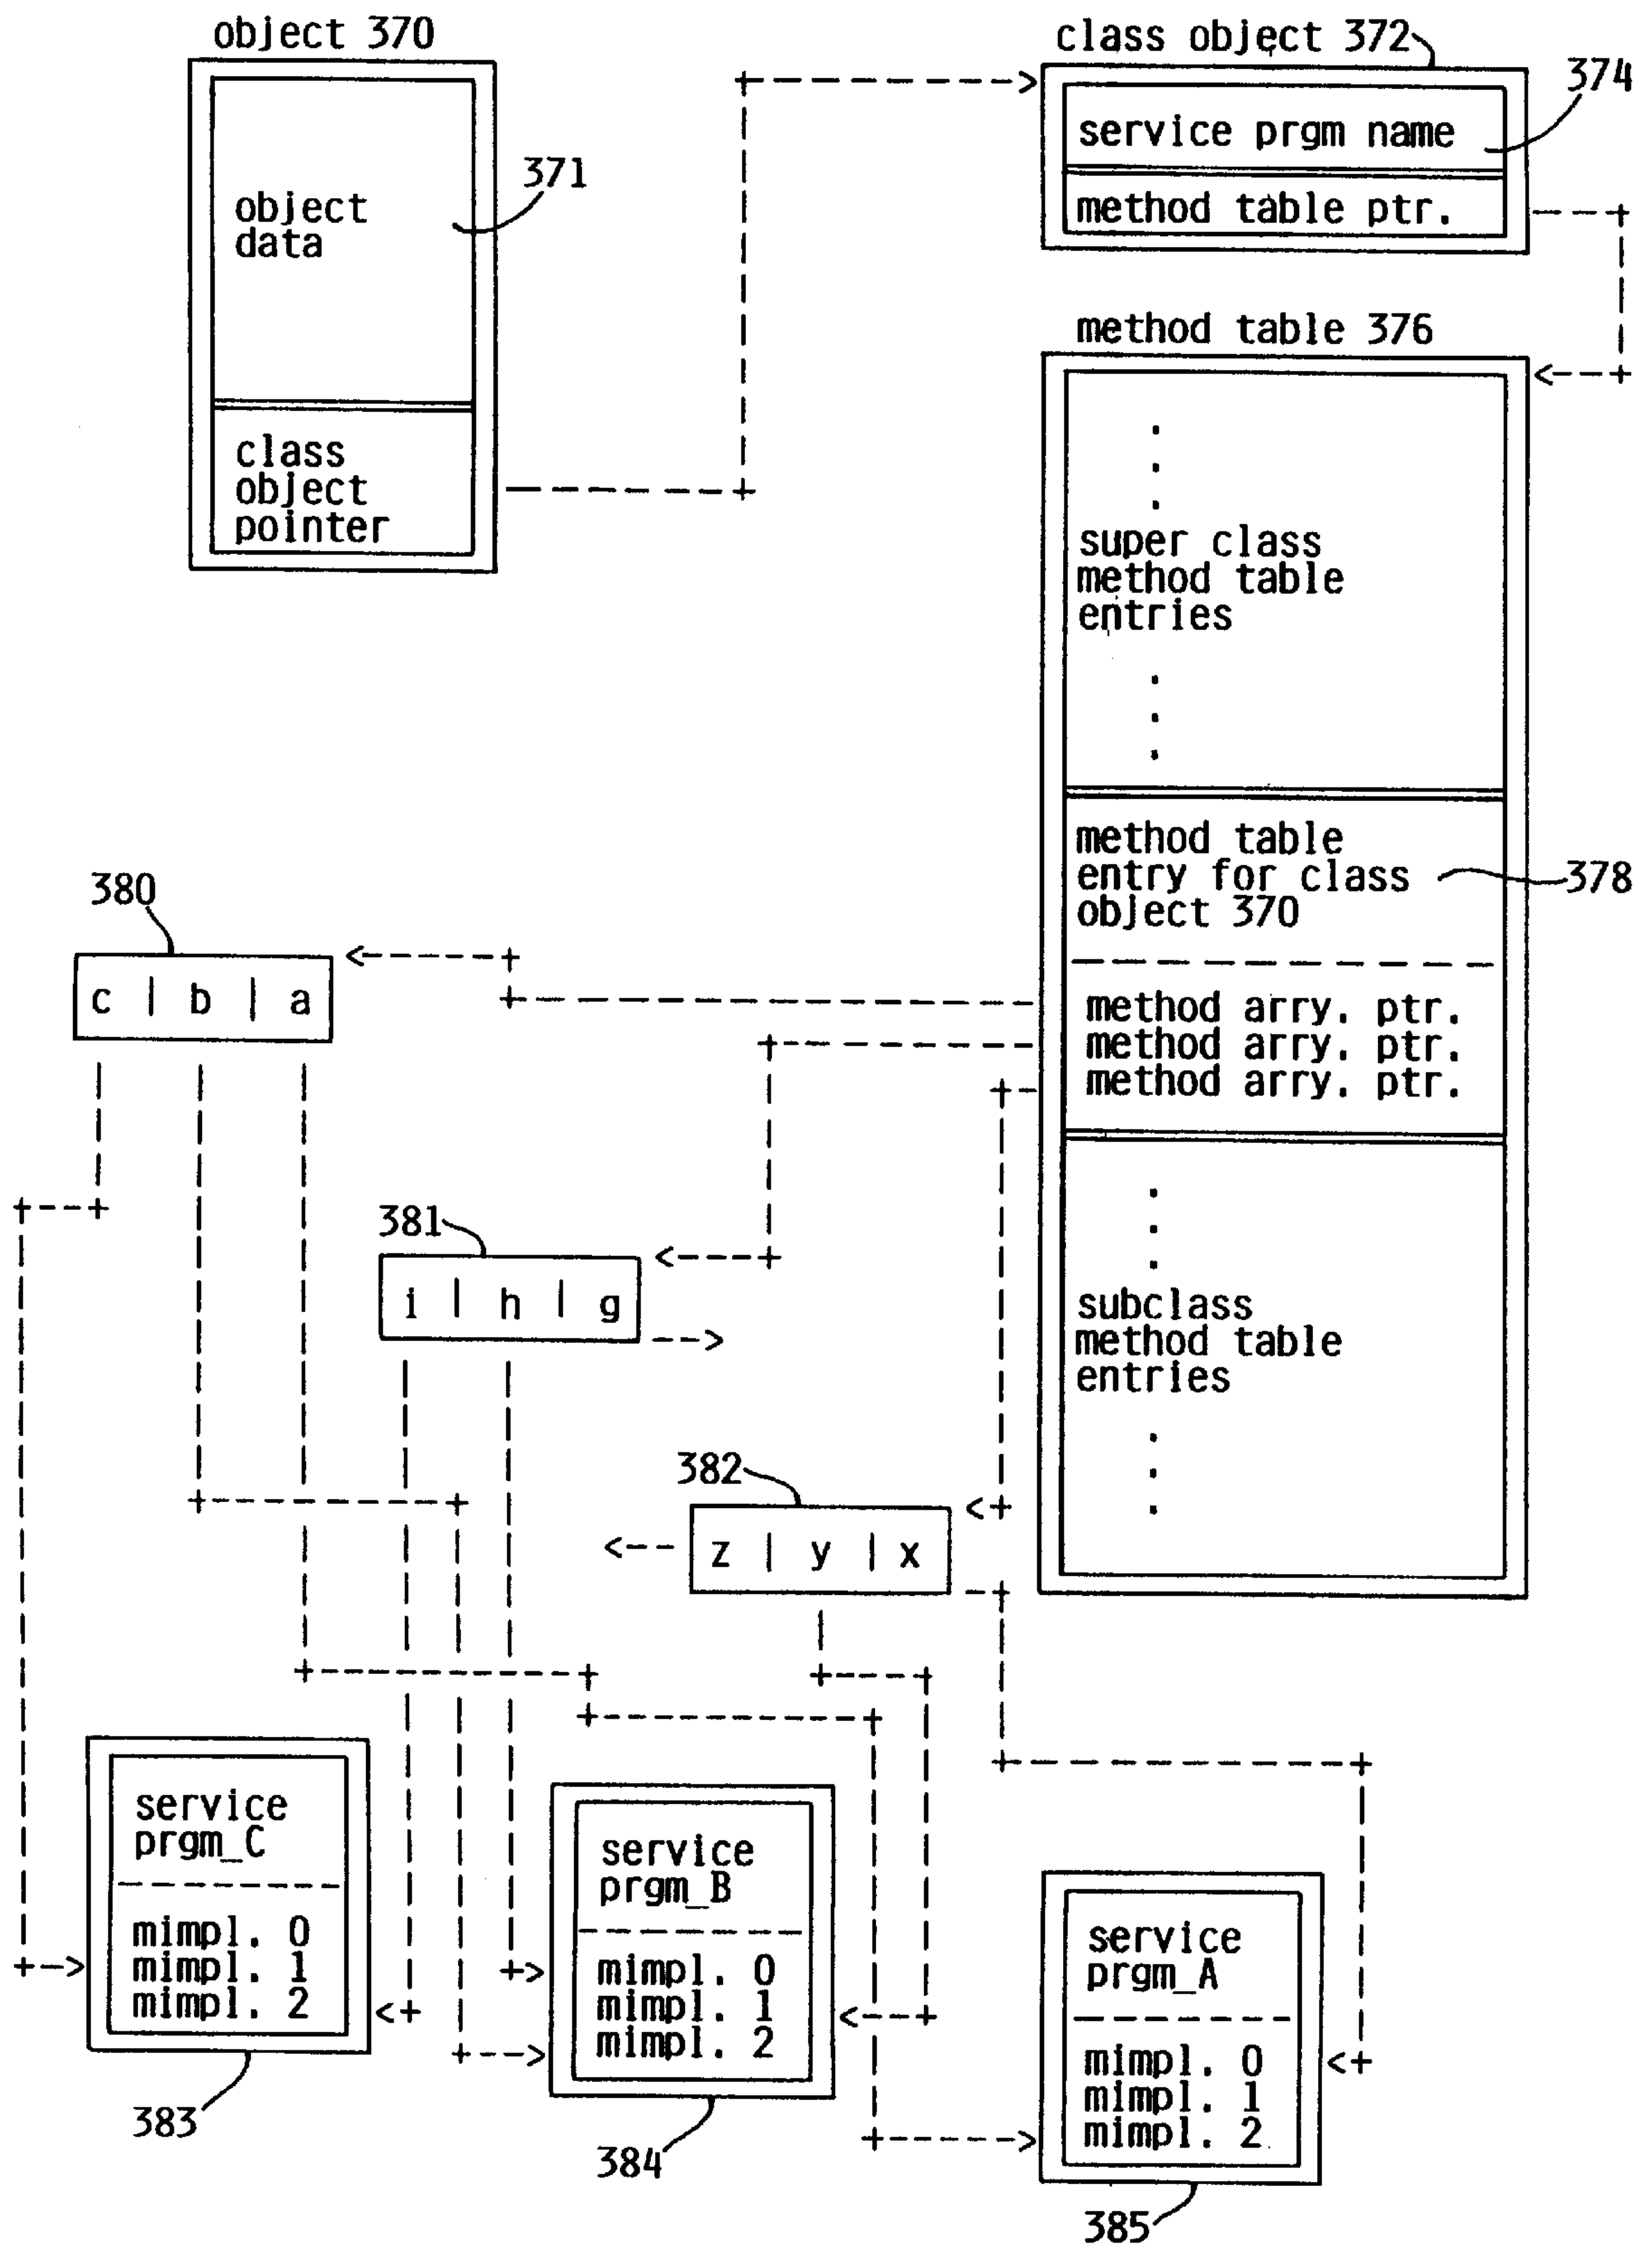 object 370
object
data
371
class
object
pointer
class object 372
374
service prgm name
method table ptr.
method table 376
super class
method table
entries
method table
entry for class
object 370
378
method arry. ptr.
method arry. ptr.
method arry. ptr.
subclass
method table
entries
380
c | b | a
381
i | h | g
382
z | y | x
service
prgm_C
mimpl. 0
mimpl. 1
mimpl. 2
383
service
prgm_B
mimpl. 0
mimpl. 1
mimpl. 2
384
service
prgm_A
mimpl. 0
mimpl. 1
mimpl. 2
385